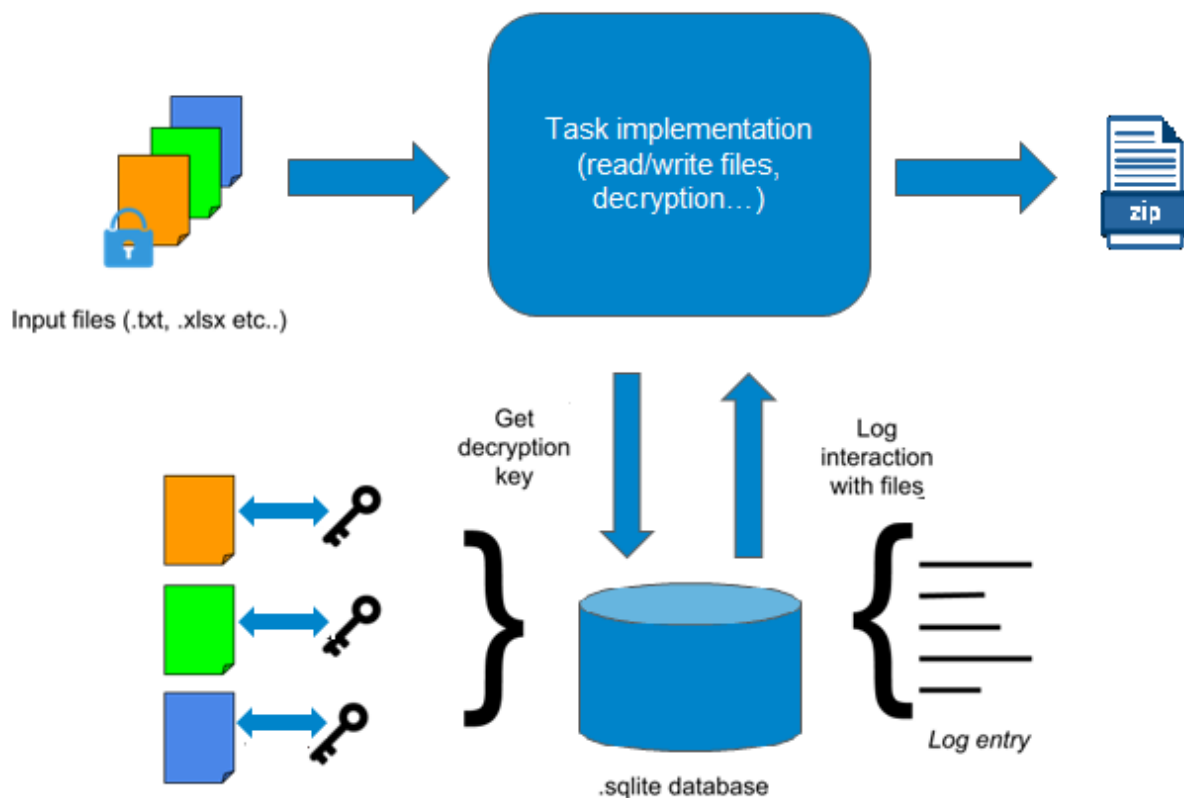 Task implementation
(read/write files,
decryption…)
zip
Input files (.txt, .xlsx etc..)
Get
decryption
key
Log
interaction
with files
Log entry
.sqlite database